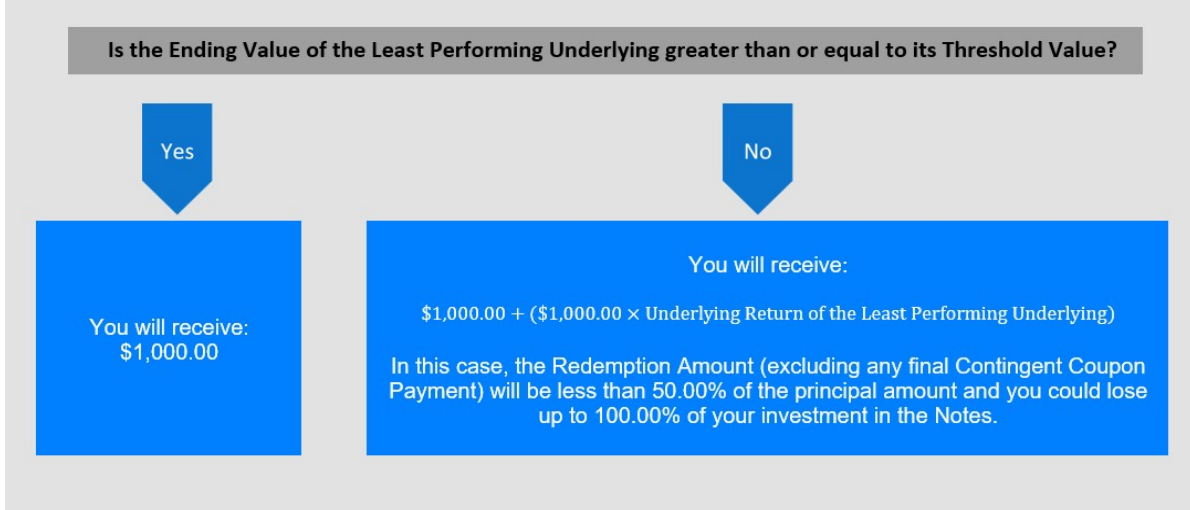 Is the Ending Value of the Least Performing Underlying greater than or equal to its Threshold Value?
Yes
No
You will receive:
$1,000.00
You will receive:
$1,000.00 + ($1,000.00 × Underlying Return of the Least Performing Underlying)
In this case, the Redemption Amount (excluding any final Contingent Coupon
Payment) will be less than 50.00% of the principal amount and you could lose
up to 100.00% of your investment in the Notes.